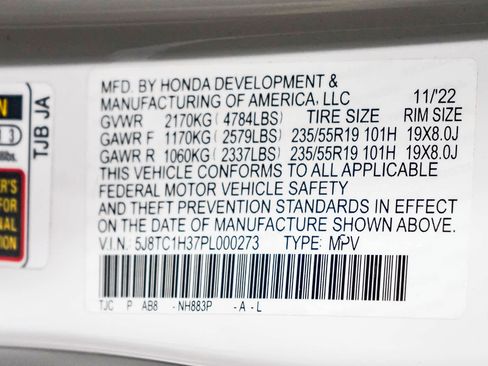 MFD. BY HONDA DEVELOPMENT &
MANUFACTURING OF AMERICA, LLC 11/'22
GVWR 2170KG ( 4784LBS) TIRE SIZE RIM SIZE
GAWR F 1170KG ( 2579LBS) 235/55R19 101H 19X8.0J
GAWR R 1060KG ( 2337LBS) 235/55R19 101H 19X8.0J
THIS VEHICLE CONFORMS TO ALL APPLICABLE
FEDERAL MOTOR VEHICLE SAFETY
AND THEFT PREVENTION STANDARDS IN EFFECT
ON THE DATE OF MANUFACTURE SHOWN ABOVE.
V.I.N. 5J8TC1H37PL000273 TYPE: MPV
TJC P AB8 -NH883P -A-L
TJB JA